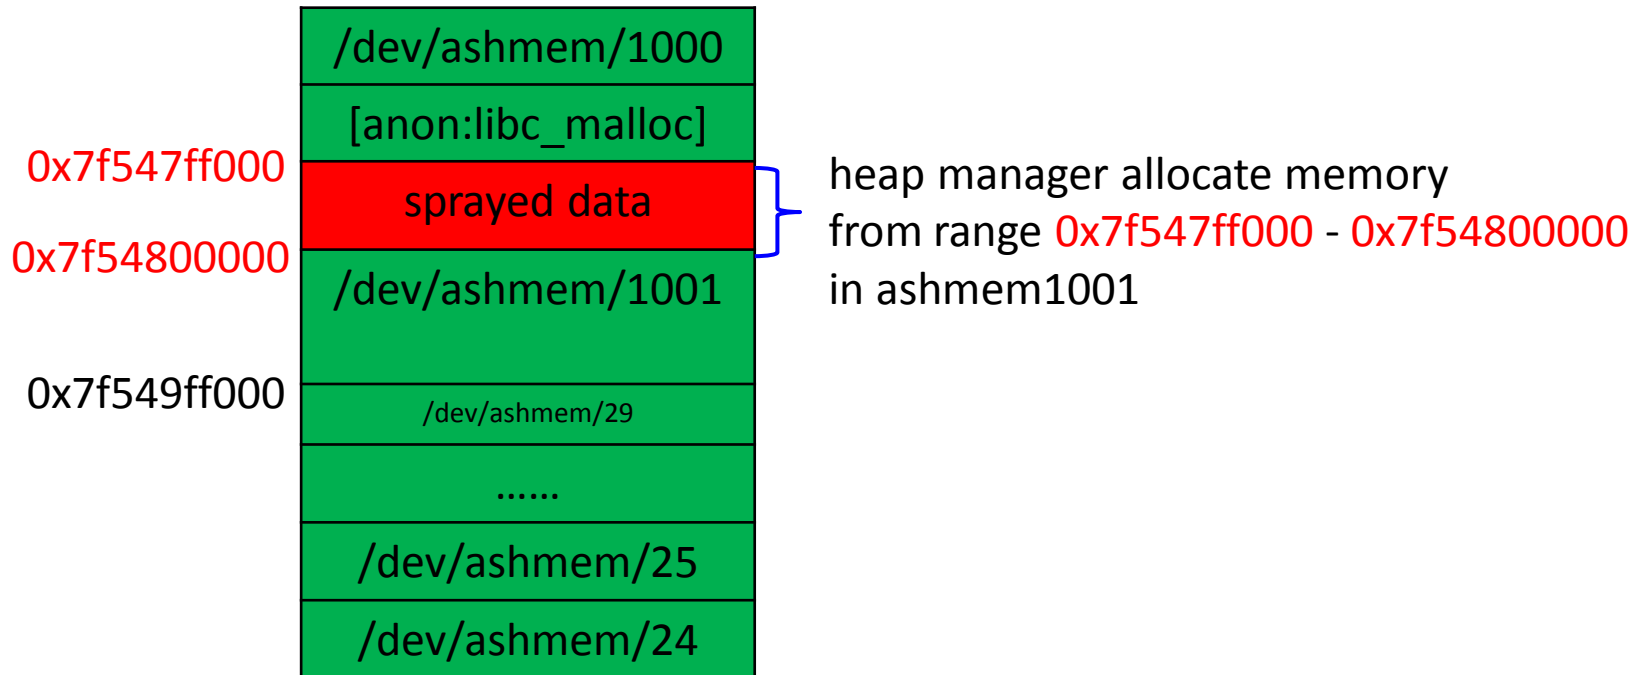 /dev/ashmem/1000
[anon:libc_malloc]
0x7f547ff000
sprayed data
0x7f54800000
/dev/ashmem/1001
heap manager allocate memory
from range 0x7f547ff000 - 0x7f54800000
in ashmem1001
0x7f549ff000
/dev/ashmem/29
......
/dev/ashmem/25
/dev/ashmem/24